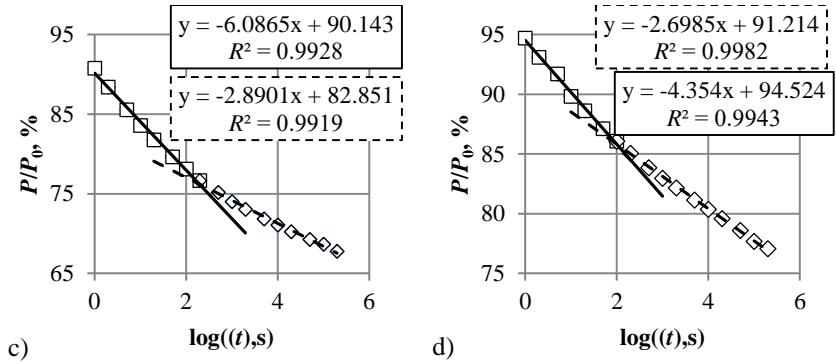 y = -6.0865x + 90.143
R² = 0.9928
y = -2.8901x + 82.851
R² = 0.9919
95
85
75
65
P/P₀, %
0
2
4
6
log((t),s)
c)
y = -2.6985x + 91.214
R² = 0.9982
y = -4.354x + 94.524
R² = 0.9943
95
90
85
80
75
P/P₀, %
0
2
4
6
log((t),s)
d)